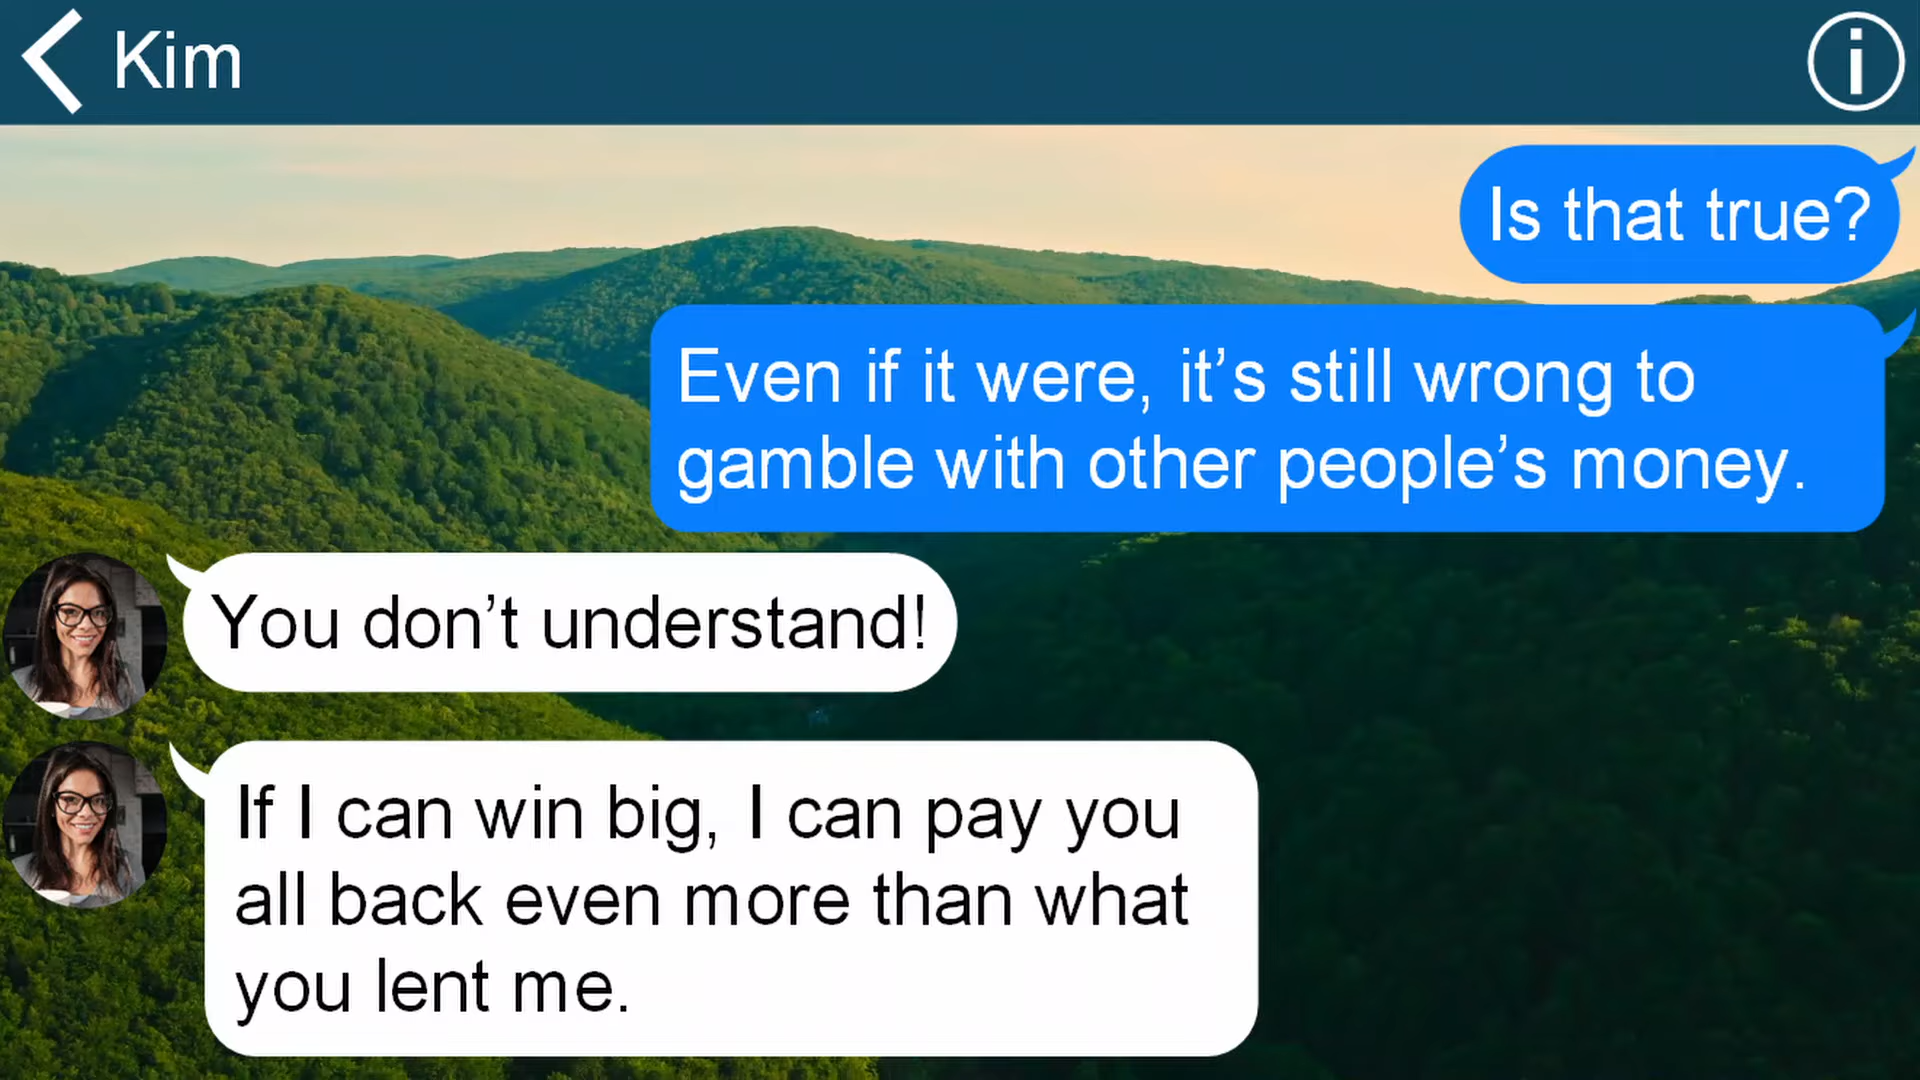 Kim
Is that true?
Even if it were, it’s still wrong to
gamble with other people’s money.
You don’t understand!
If I can win big, I can pay you
all back even more than what
you lent me.